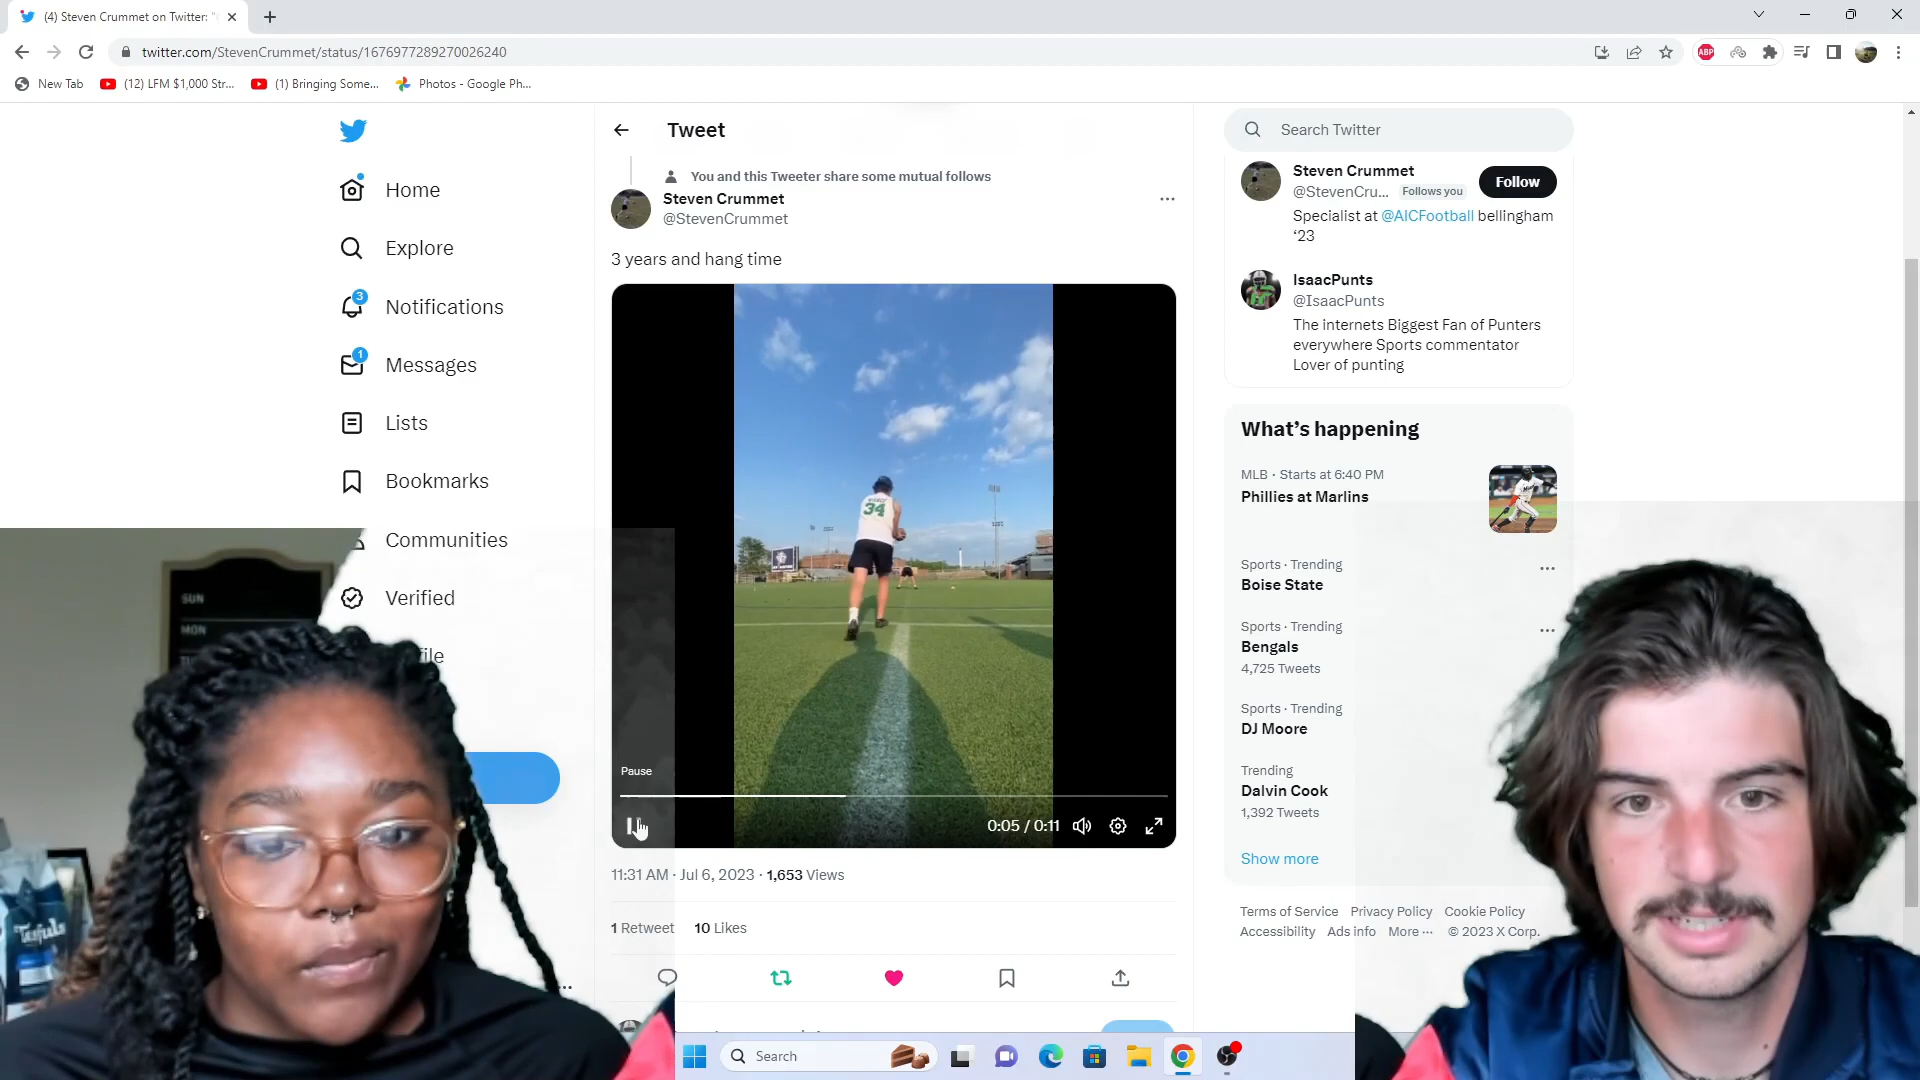 (4) Steven Crummet on Twitter: "
twitter.com/StevenCrummet/status/1676977289270026240
ABP
New Tab
(12) LFM $1,000 Str...
(1) Bringing Some...
Photos - Google Ph...
Home
Explore
3
Notifications
1
Messages
Lists
Bookmarks
Communities
Verified
SUN
MON
Tweet
You and this Tweeter share some mutual follows
Steven Crummet
@StevenCrummet
3 years and hang time
34
Pause
0:05 / 0:11
11:31 AM · Jul 6, 2023 · 1,653 Views
1 Retweet 10 Likes
Search Twitter
Steven Crummet
@StevenCru... Follows you
Follow
Specialist at @AICFootball bellingham
‘23
IsaacPunts
@IsaacPunts
The internets Biggest Fan of Punters
everywhere Sports commentator
Lover of punting
What’s happening
MLB · Starts at 6:40 PM
Phillies at Marlins
Sports · Trending
Boise State
Sports · Trending
Bengals
4,725 Tweets
Sports · Trending
DJ Moore
Trending
Dalvin Cook
1,392 Tweets
Show more
Terms of Service Privacy Policy Cookie Policy
Accessibility Ads info More ··· © 2023 X Corp.
Search